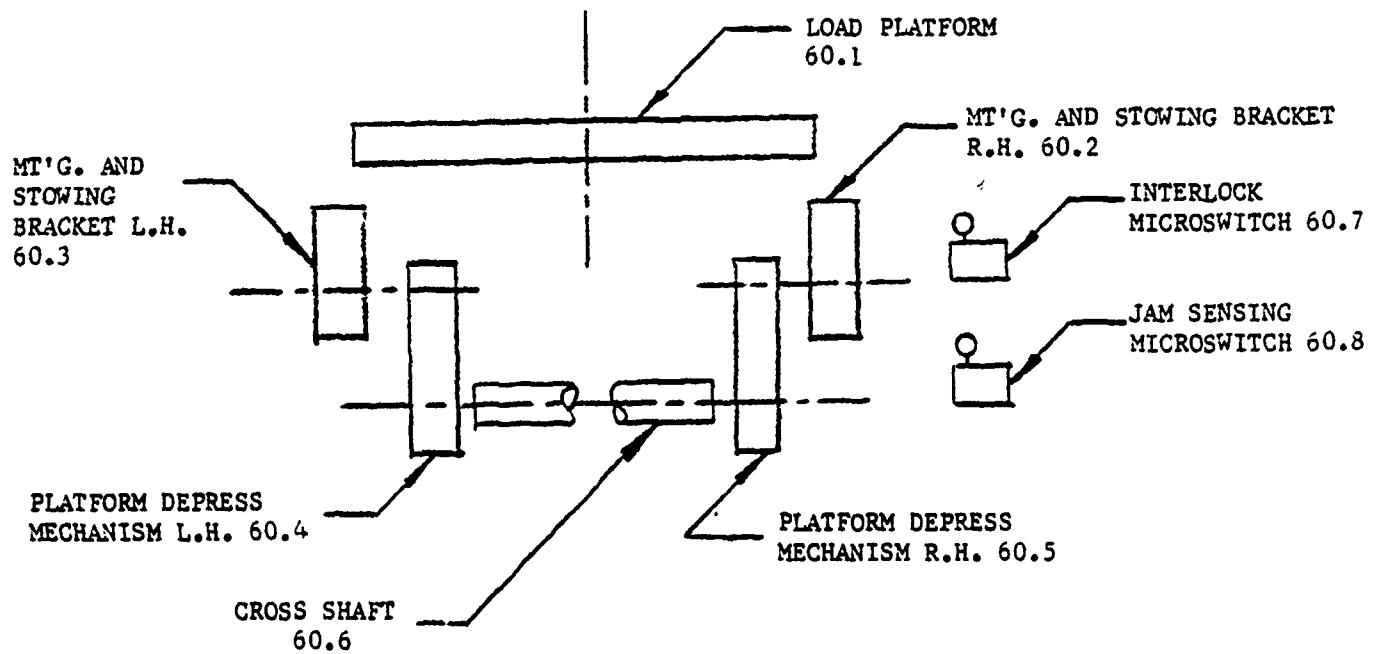 LOAD PLATFORM
60.1
MT'G. AND STOWING BRACKET
R.H. 60.2
MT'G. AND
STOWING
BRACKET L.H.
60.3
INTERLOCK
MICROSWITCH 60.7
JAM SENSING
MICROSWITCH 60.8
PLATFORM DEPRESS
MECHANISM L.H. 60.4
PLATFORM DEPRESS
MECHANISM R.H. 60.5
CROSS SHAFT
60.6